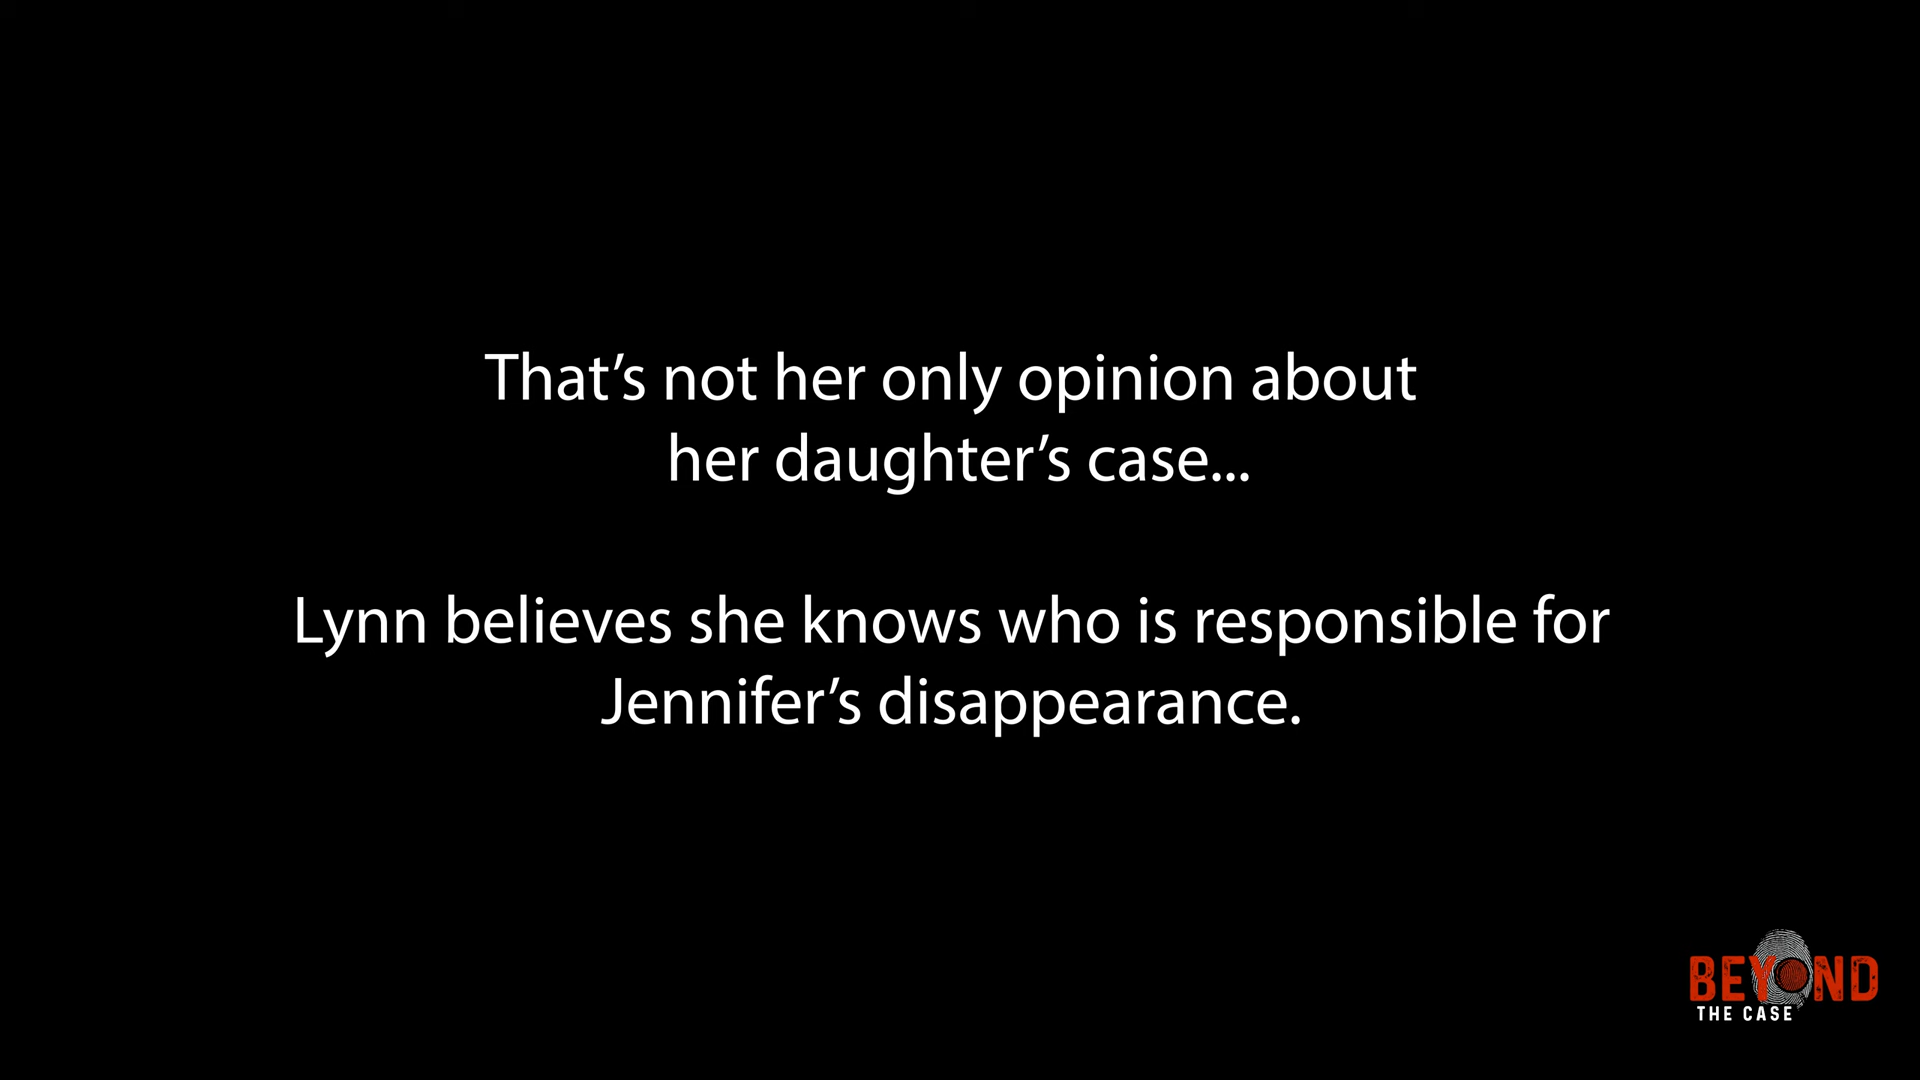 That’s not her only opinion about
her daughter’s case...
Lynn believes she knows who is responsible for
Jennifer’s disappearance.
BEYOND
THE CASE